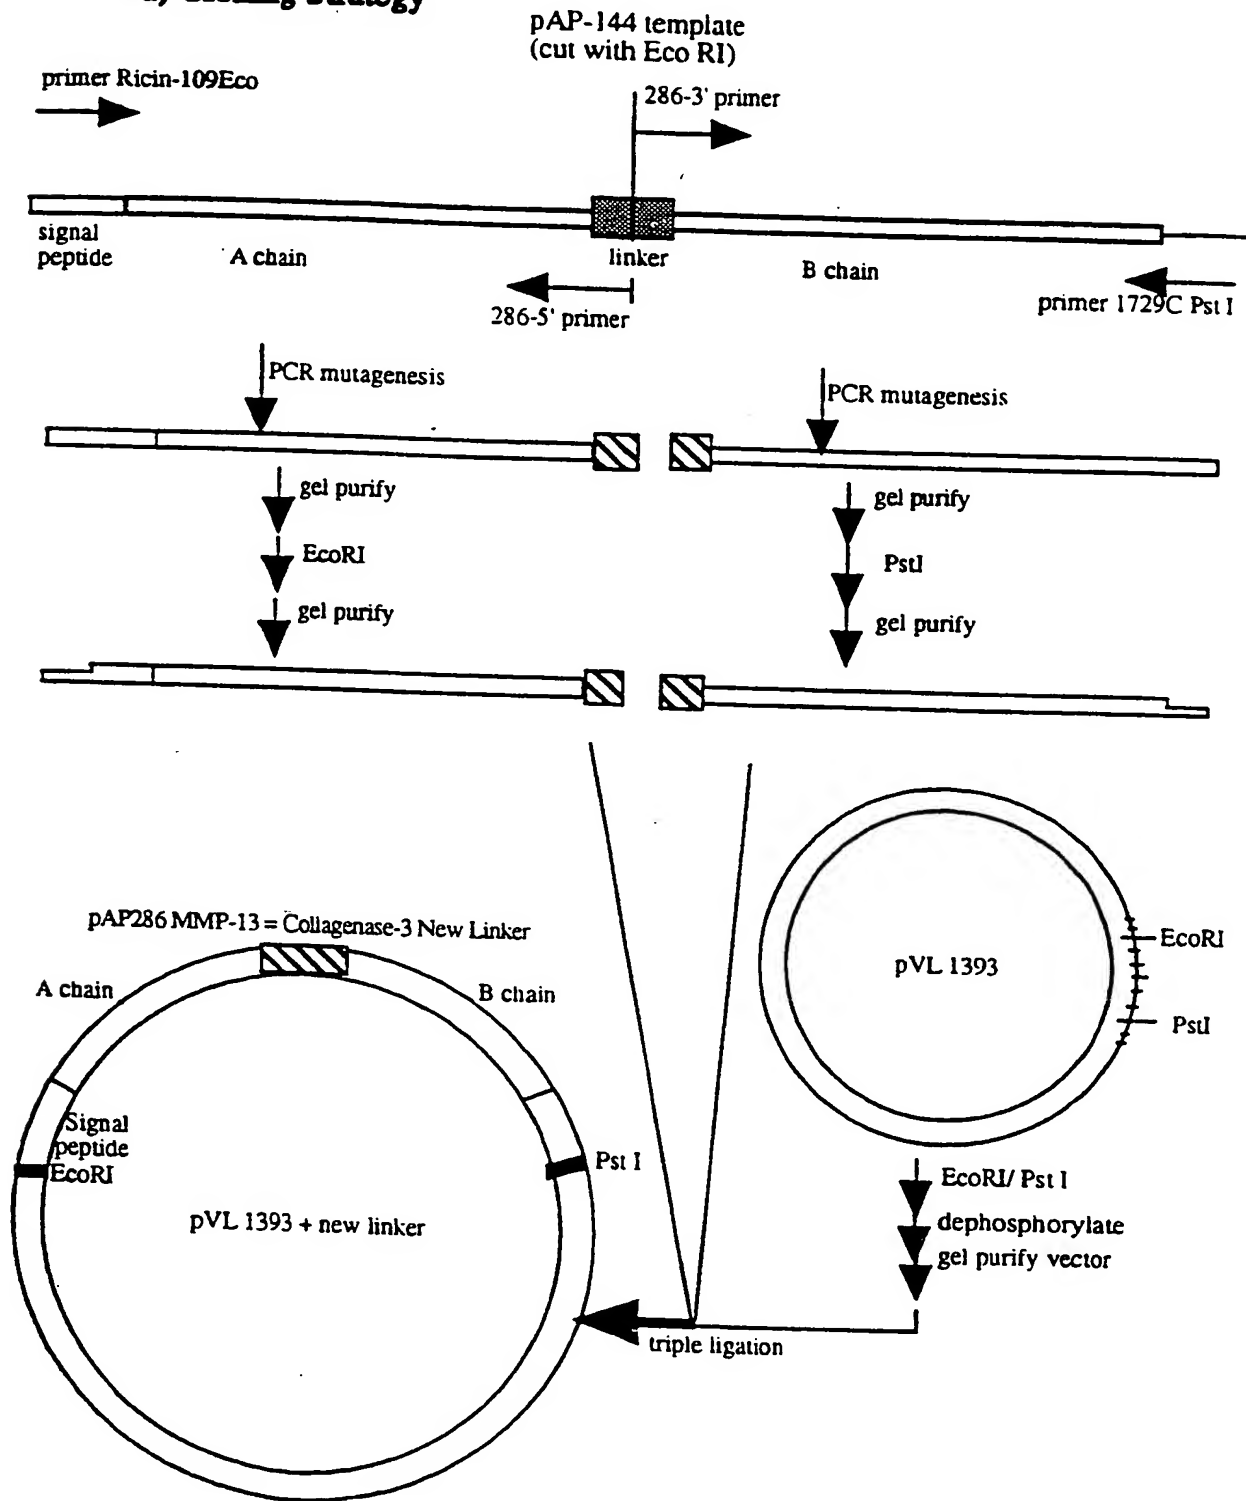 Cloning Strategy
pAP-144 template
(cut with Eco RI)
primer Ricin-109Eco
286-3' primer
signal
peptide
A chain
linker
B chain
286-5' primer
primer 1729C Pst I
PCR mutagenesis
PCR mutagenesis
gel purify
gel purify
EcoRI
PstI
gel purify
gel purify
pAP286 MMP-13 = Collagenase-3 New Linker
A chain
B chain
pVL 1393
EcoRI
PstI
Signal
peptide
EcoRI
Pst I
pVL 1393 + new linker
EcoRI/ Pst I
dephosphorylate
gel purify vector
triple ligation